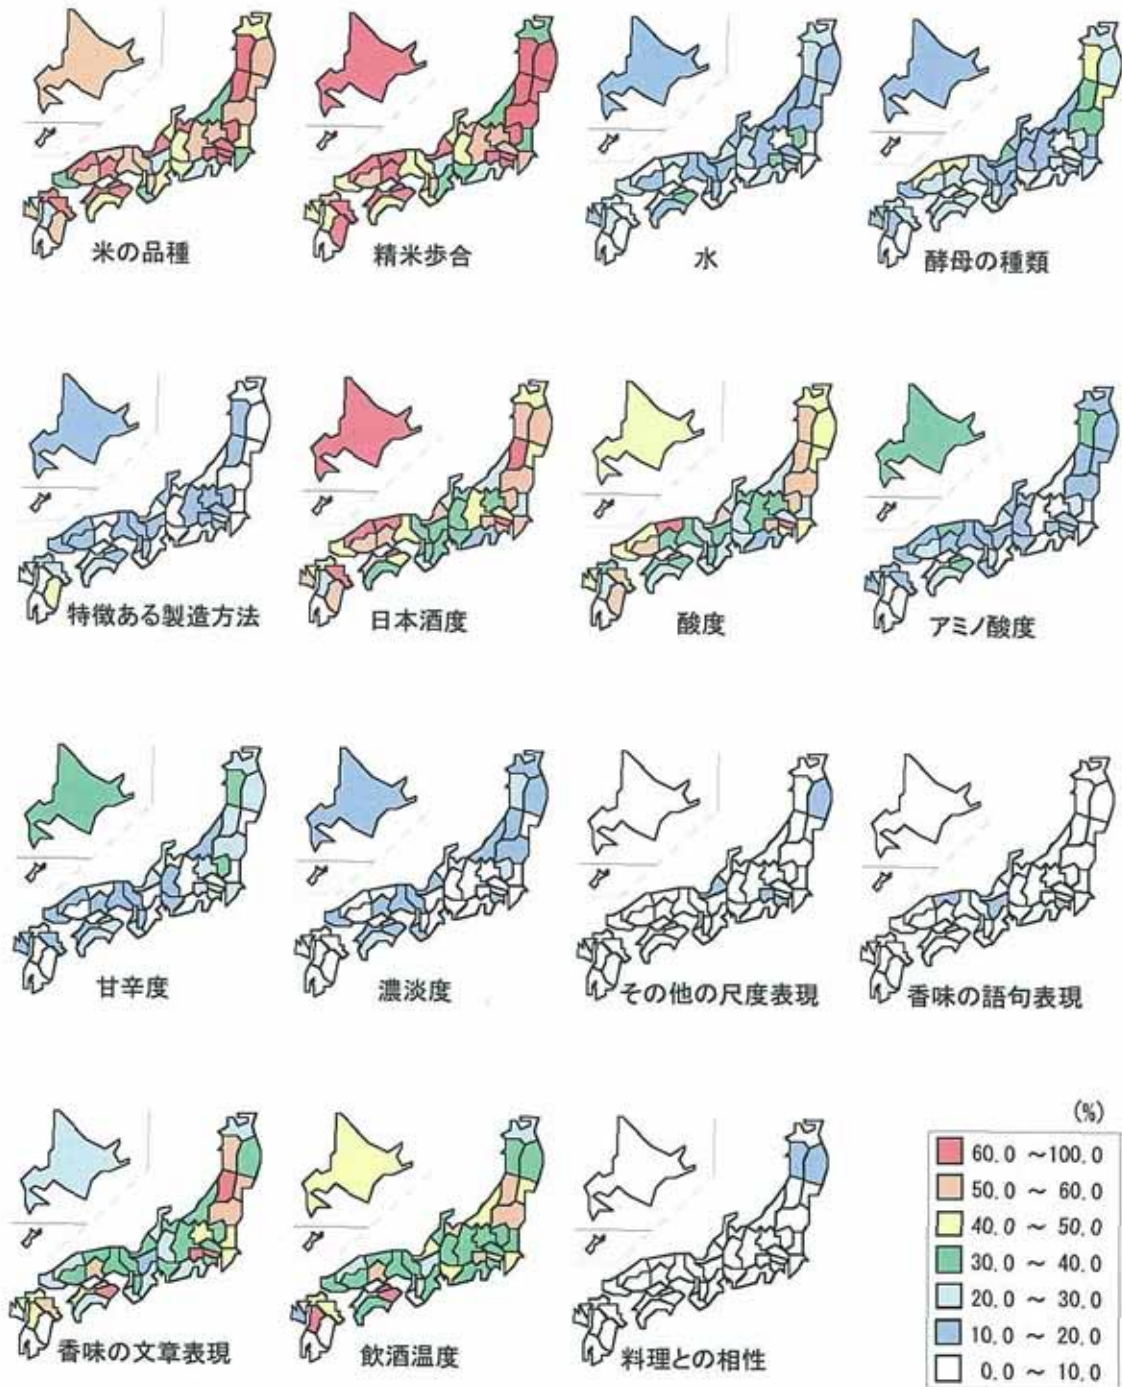 米の品種
精米歩合
水
酵母の種類
特徴ある製造方法
日本酒度
酸度
アミノ酸度
甘辛度
濃淡度
その他の尺度表現
香味の語句表現
香味の文章表現
飲酒温度
料理との相性
(%)
60.0 ~100.0
50.0 ~ 60.0
40.0 ~ 50.0
30.0 ~ 40.0
20.0 ~ 30.0
10.0 ~ 20.0
0.0 ~ 10.0